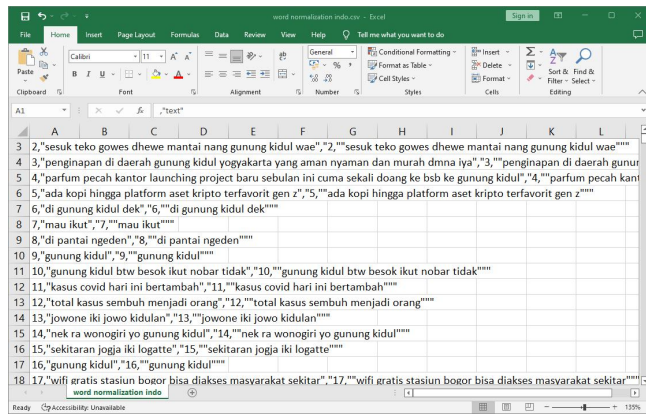 word normalization indo.csv - Excel
Sign in
File Home Insert Page Layout Formulas Data Review View Help Tell me what you want to do
Paste
Calibri 11
B I U
General
% ,
Conditional Formatting
Format as Table
Cell Styles
Insert
Delete
Format
Sort & Filter
Find & Select
Clipboard Font Alignment Number Styles Cells Editing
A1 fx ,"text"
A B C D E F G H I J K L
3 2,"sesuk teko gowes dhewe mantai nang gunung kidul wae","2,""sesuk teko gowes dhewe mantai nang gunung kidul wae"""
4 3,"penginapan di daerah gunung kidul yogyakarta yang aman nyaman dan murah dmna iya","3,""penginapan di daerah gunur
5 4,"parfum pecah kantor launching project baru sebulan ini cuma sekali doang ke bsb ke gunung kidul","4,""parfum pecah kant
6 5,"ada kopi hingga platform aset kripto terfavorit gen z","5,""ada kopi hingga platform aset kripto terfavorit gen z"""
7 6,"di gunung kidul dek","6,""di gunung kidul dek"""
8 7,"mau ikut","7,""mau ikut"""
9 8,"di pantai ngeden","8,""di pantai ngeden"""
10 9,"gunung kidul","9,""gunung kidul"""
11 10,"gunung kidul btw besok ikut nobar tidak","10,""gunung kidul btw besok ikut nobar tidak"""
12 11,"kasus covid hari ini bertambah","11,""kasus covid hari ini bertambah"""
13 12,"total kasus sembuh menjadi orang","12,""total kasus sembuh menjadi orang"""
14 13,"jowone iki jowo kidulan","13,""jowone iki jowo kidulan"""
15 14,"nek ra wonogiri yo gunung kidul","14,""nek ra wonogiri yo gunung kidul"""
16 15,"sekitaran jogja iki logatte","15,""sekitaran jogja iki logatte"""
17 16,"gunung kidul","16,""gunung kidul"""
18 17,"wifi gratis stasiun bogor bisa diakses masyarakat sekitar","17,""wifi gratis stasiun bogor bisa diakses masyarakat sekitar"""
word normalization indo
Ready Accessibility: Unavailable 135%